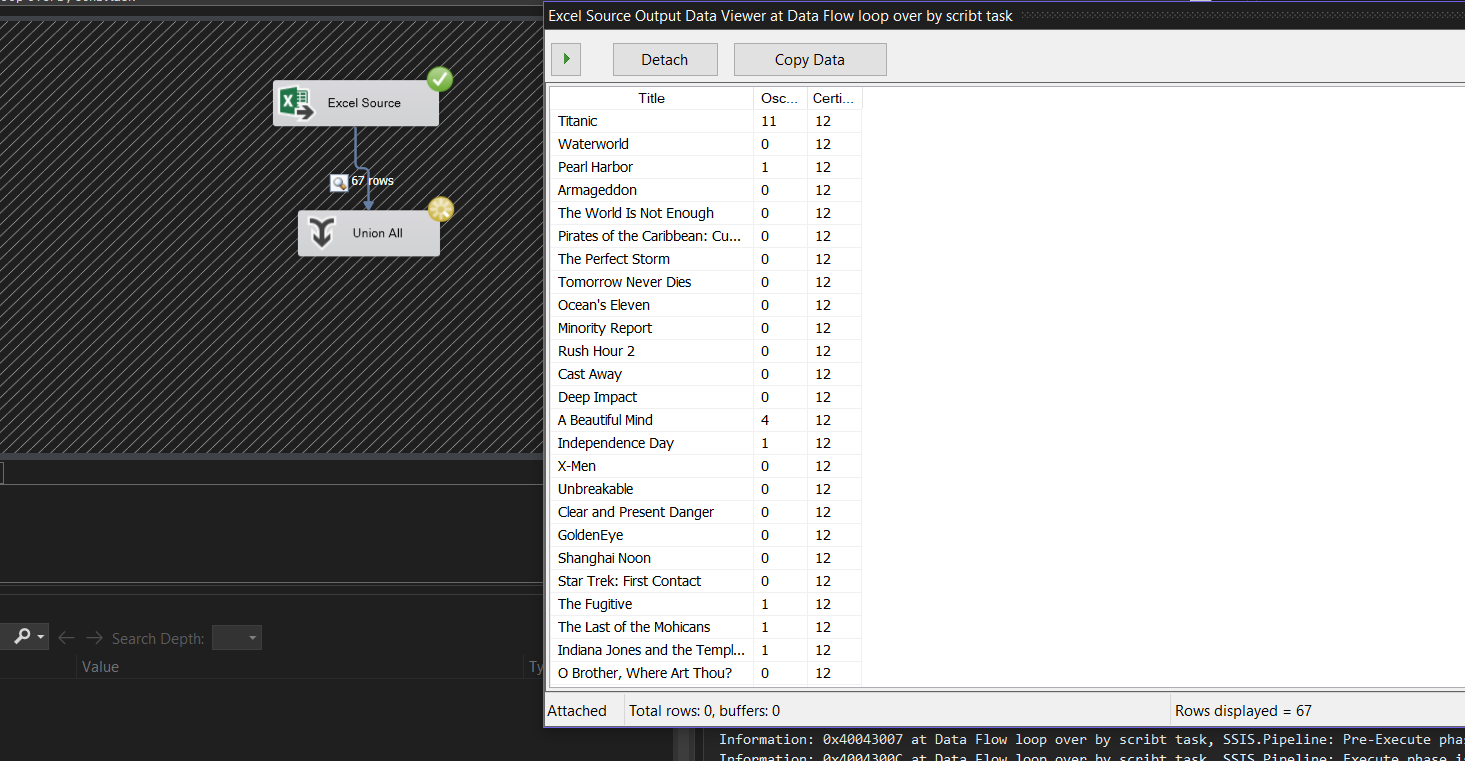 Excel Source Output Data Viewer at Data Flow loop over by scribt task
Detach
Copy Data
Excel Source
67 rows
Union All
Title Osc... Certi...
Titanic 11 12
Waterworld 0 12
Pearl Harbor 1 12
Armageddon 0 12
The World Is Not Enough 0 12
Pirates of the Caribbean: Cu... 0 12
The Perfect Storm 0 12
Tomorrow Never Dies 0 12
Ocean's Eleven 0 12
Minority Report 0 12
Rush Hour 2 0 12
Cast Away 0 12
Deep Impact 0 12
A Beautiful Mind 4 12
Independence Day 1 12
X-Men 0 12
Unbreakable 0 12
Clear and Present Danger 0 12
GoldenEye 0 12
Shanghai Noon 0 12
Star Trek: First Contact 0 12
The Fugitive 1 12
The Last of the Mohicans 1 12
Indiana Jones and the Templ... 1 12
O Brother, Where Art Thou? 0 12
Search Depth:
Value Ty
Attached Total rows: 0, buffers: 0 Rows displayed = 67
Information: 0x40043007 at Data Flow loop over by scribt task, SSIS.Pipeline: Pre-Execute pha
Information: 0x4004300C at Data Flow loop over by scribt task, SSIS.Pipeline: Execute phase i